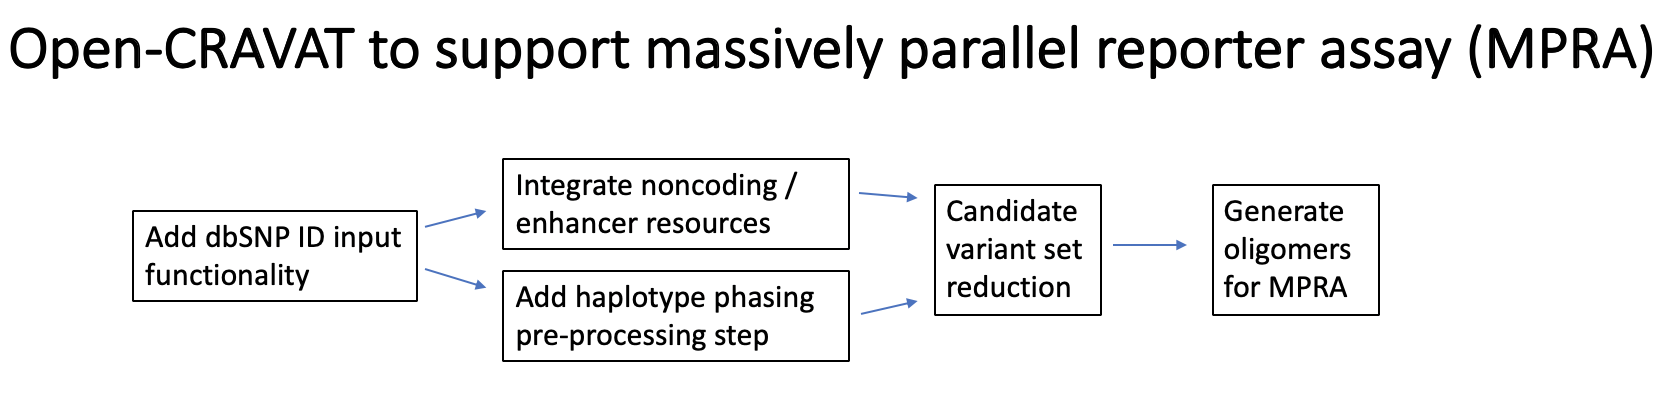 Open-CRAVAT to support massively parallel reporter assay (MPRA)
Add dbSNP ID input
functionality
Integrate noncoding /
enhancer resources
Add haplotype phasing
pre-processing step
Candidate
variant set
reduction
Generate
oligomers
for MPRA